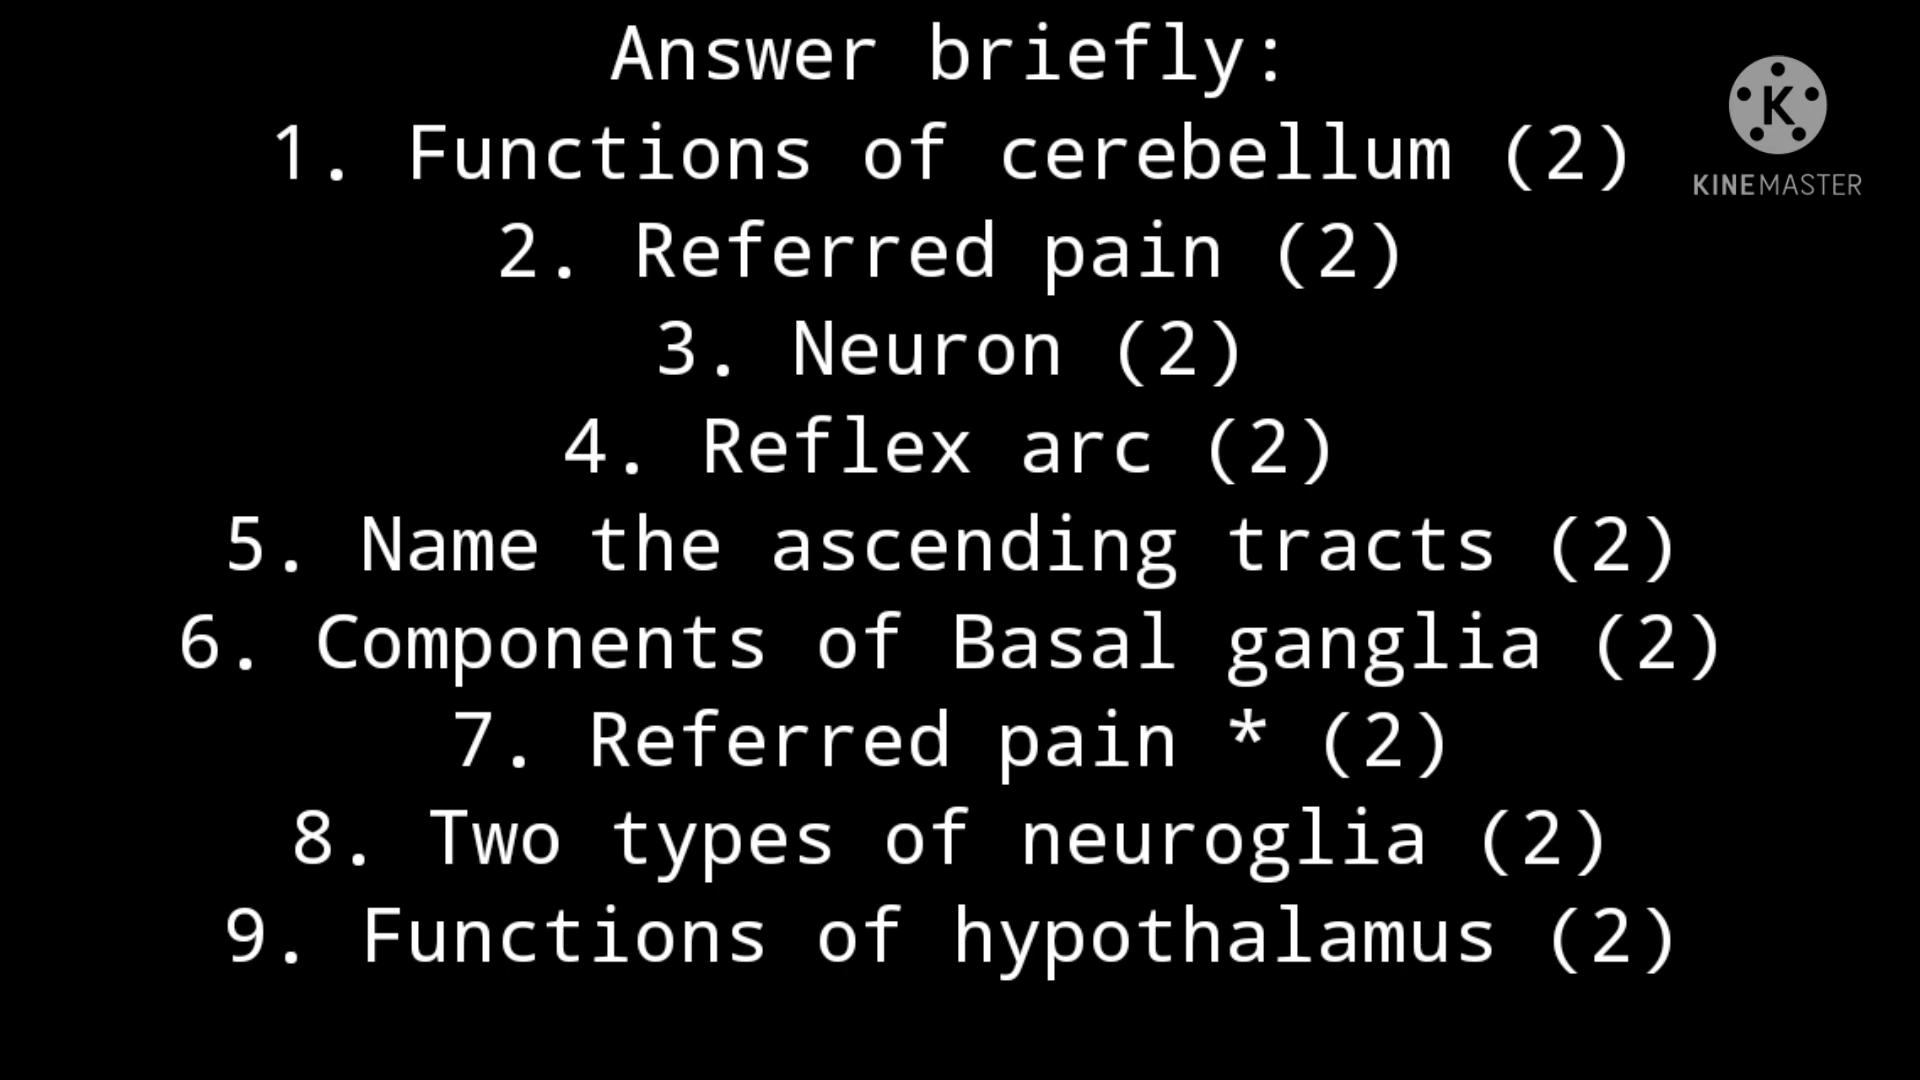 Answer briefly:
1. Functions of cerebellum (2)
2. Referred pain (2)
3. Neuron (2)
4. Reflex arc (2)
5. Name the ascending tracts (2)
6. Components of Basal ganglia (2)
7. Referred pain * (2)
8. Two types of neuroglia (2)
9. Functions of hypothalamus (2)
K
KINEMASTER